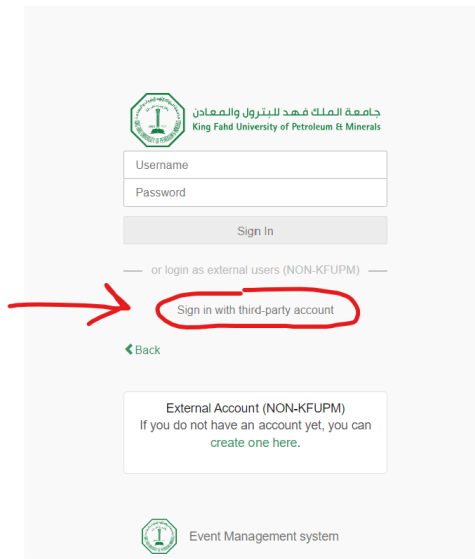 جامعة الملك فهد للبترول والمعادن
King Fahd University of Petroleum & Minerals
Username
Password
Sign In
or login as external users (NON-KFUPM)
Sign in with third-party account
Back
External Account (NON-KFUPM)
If you do not have an account yet, you can
create one here.
Event Management system